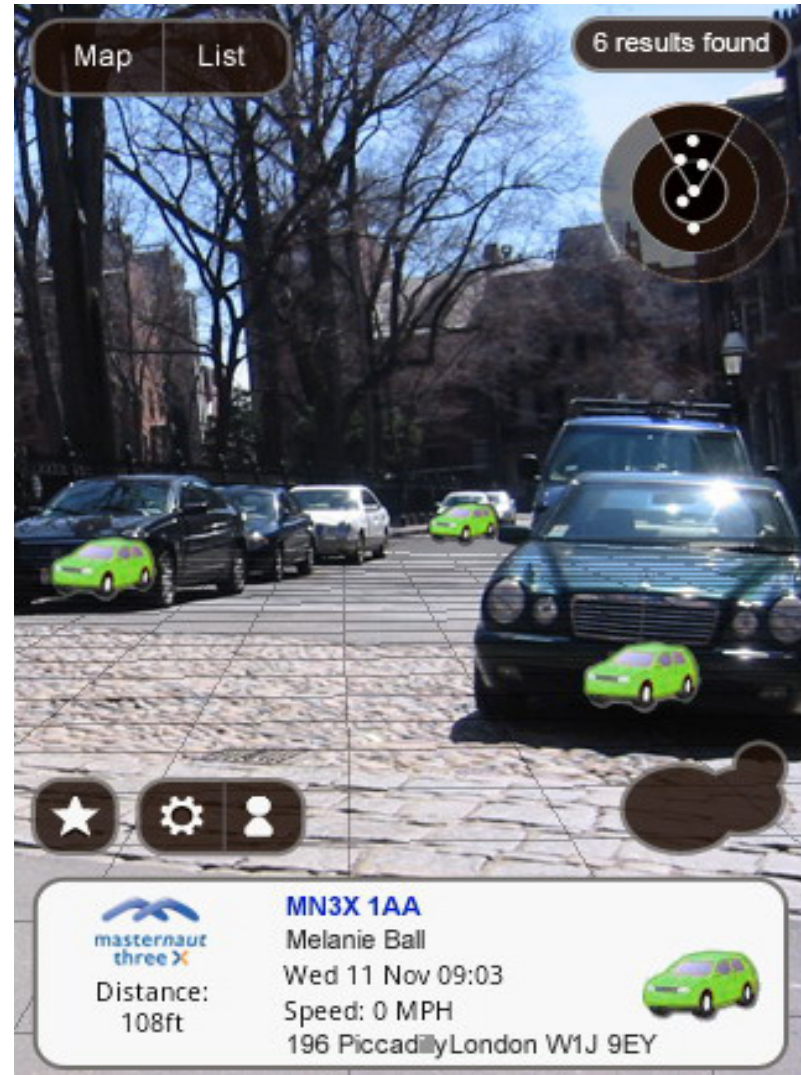 Map List
6 results found
MN3X 1AA
masternaut
three X
Melanie Ball
Wed 11 Nov 09:03
Distance:
108ft
Speed: 0 MPH
196 PiccadillyLondon W1J 9EY